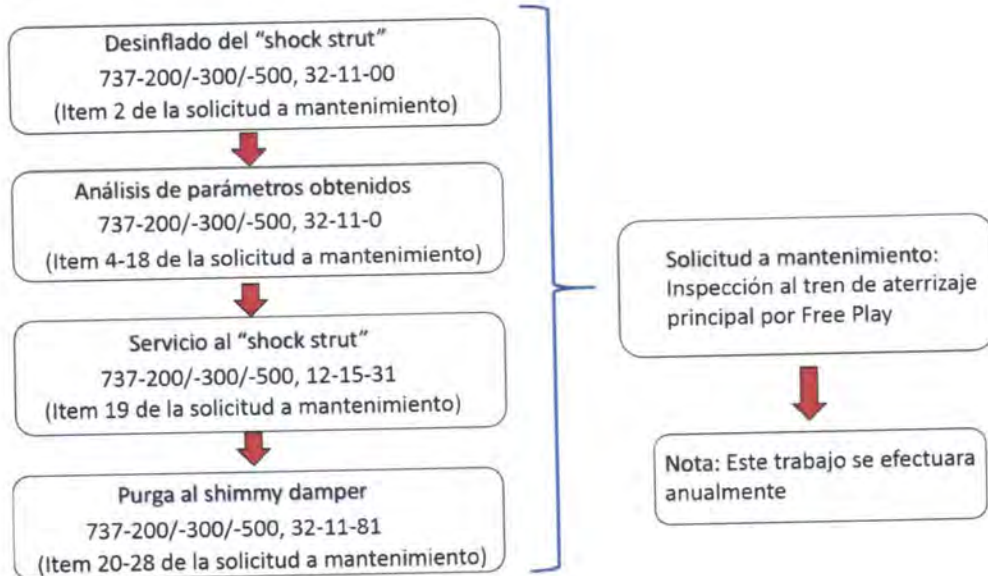 Desinflado del “shock strut”
737-200/-300/-500, 32-11-00
(Item 2 de la solicitud a mantenimiento)
Análisis de parámetros obtenidos
737-200/-300/-500, 32-11-0
(Item 4-18 de la solicitud a mantenimiento)
Servicio al “shock strut”
737-200/-300/-500, 12-15-31
(Item 19 de la solicitud a mantenimiento)
Purga al shimmy damper
737-200/-300/-500, 32-11-81
(Item 20-28 de la solicitud a mantenimiento)
Solicitud a mantenimiento:
Inspección al tren de aterrizaje
principal por Free Play
Nota: Este trabajo se efectuara
anualmente